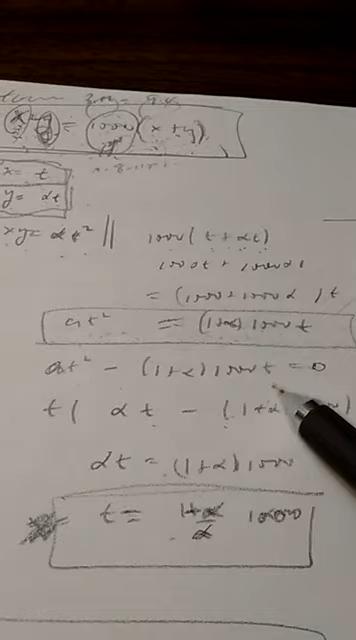 xy = 1000 (x + y)
x = t
y = αt
xy = αt² || 1000(t + αt)
1000t + 1000αt
= (1000 + 1000α) t
αt² = (1+α) 1000t
αt² - (1+α) 1000t = 0
t( αt - (1+α
αt = (1+α) 1000
t = 1+α/α 1000